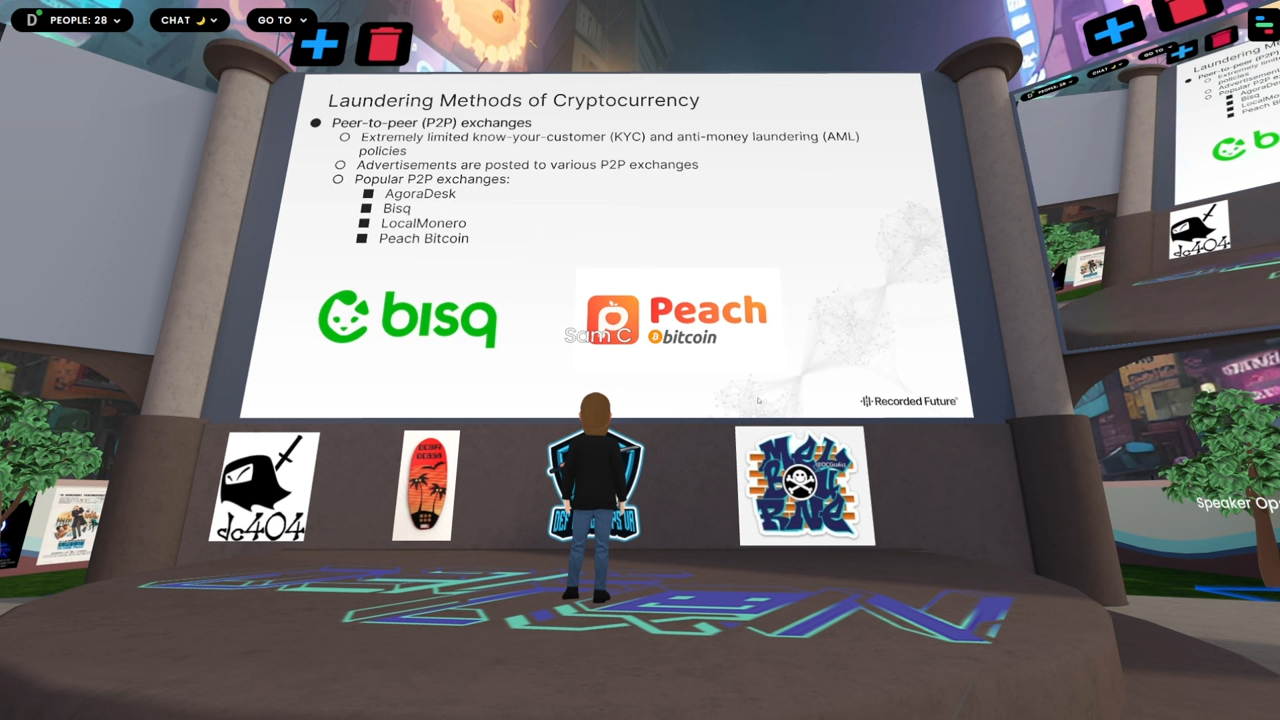 D PEOPLE: 28
CHAT
GO TO
Laundering Methods of Cryptocurrency
Peer-to-peer (P2P) exchanges
Extremely limited know-your-customer (KYC) and anti-money laundering (AML)
policies
Advertisements are posted to various P2P exchanges
Popular P2P exchanges:
AgoraDesk
Bisq
LocalMonero
Peach Bitcoin
bisq
Peach
bitcoin
Sam C
Recorded Future
dc404
Speaker Op